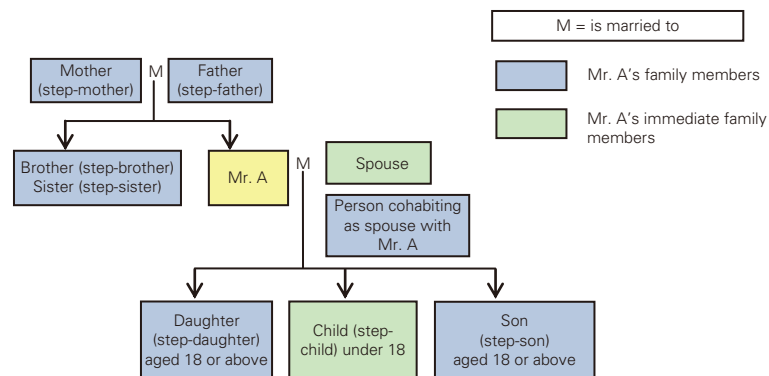 M = is married to
Mother
(step-mother)
M
Father
(step-father)
Mr. A's family members
Mr. A's immediate family
members
Brother (step-brother)
Sister (step-sister)
Mr. A
M
Spouse
Person cohabiting
as spouse with
Mr. A
Daughter
(step-daughter)
aged 18 or above
Child (step-
child) under 18
Son
(step-son)
aged 18 or above